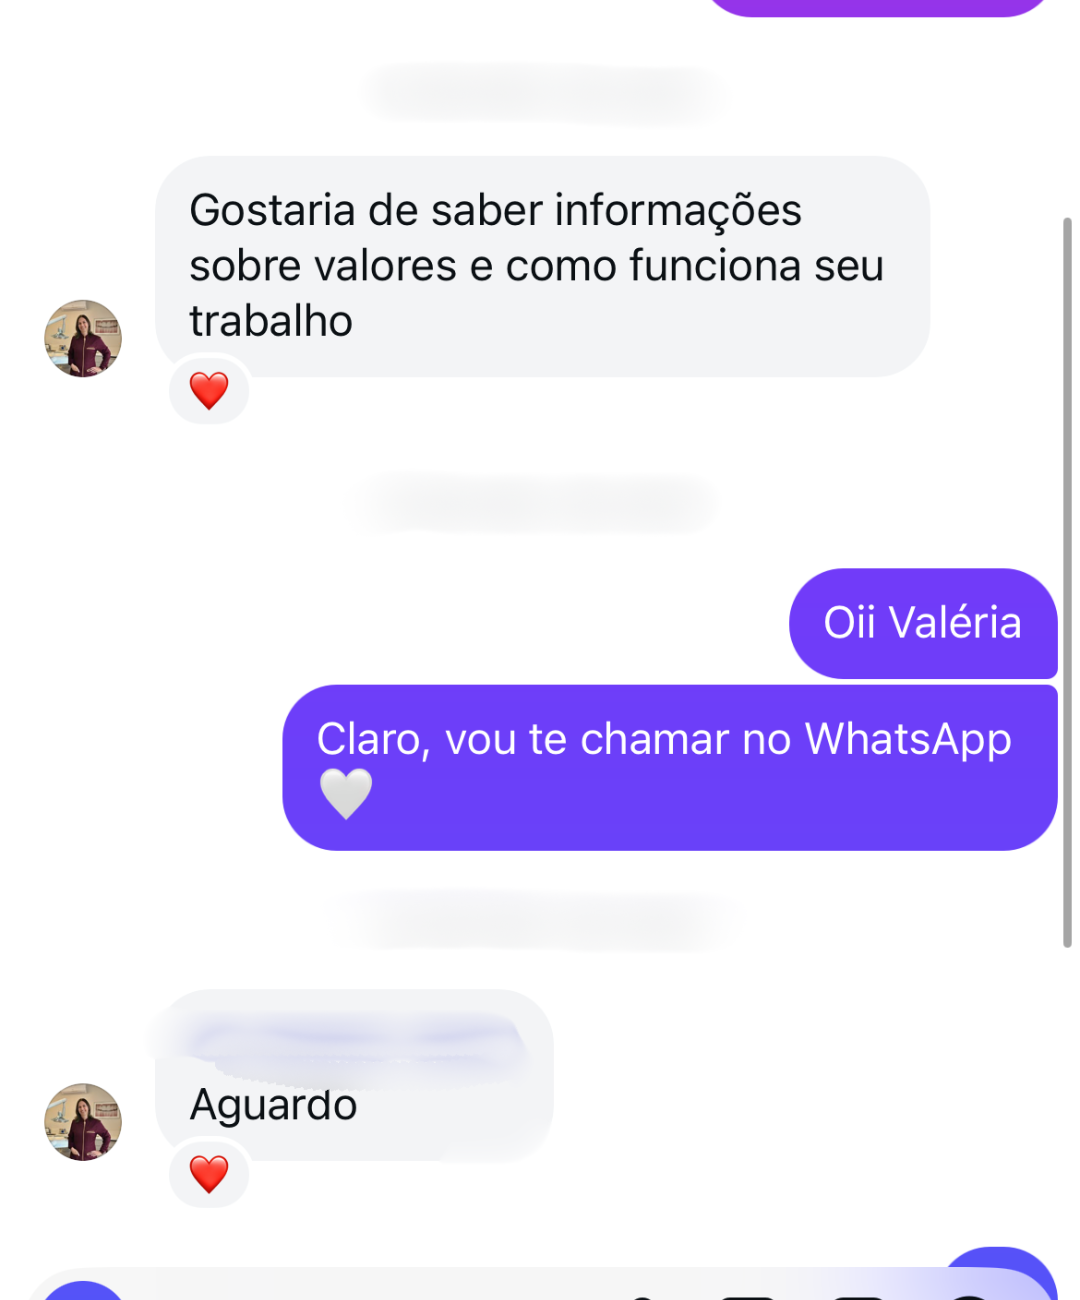 Gostaria de saber informações
sobre valores e como funciona seu
trabalho
❤️
Oii Valéria
Claro, vou te chamar no WhatsApp
🤍
Aguardo
❤️